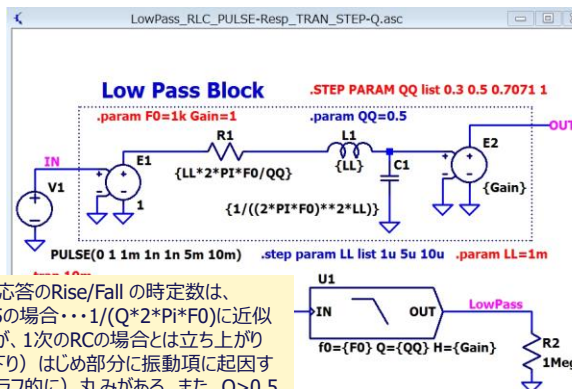 LowPass_RLC_PULSE-Resp_TRAN_STEP-Q.asc
Low Pass Block
.STEP PARAM QQ list 0.3 0.5 0.7071 1
.param F0=1k Gain=1
.param QQ=0.5
OUT
R1
L1
E2
IN
E1
{LL}
C1
V1
{LL*2*PI*F0/QQ}
1
{1/((2*PI*F0)**2*LL)}
{Gain}
PULSE(0 1 1m 1n 1n 5m 10m)
.step param LL list 1u 5u 10u
.param LL=1m
応答のRise/Fall の時定数は、
の場合・・・1/(Q*2*Pi*F0)に近似
が、1次のRCの場合とは立ち上がり
り）はじめ部分に振動項に起因す
丸みがある。また、Q>0.5
U1
IN
OUT
LowPass
f0={F0} Q={QQ} H={Gain}
R2
1Meg